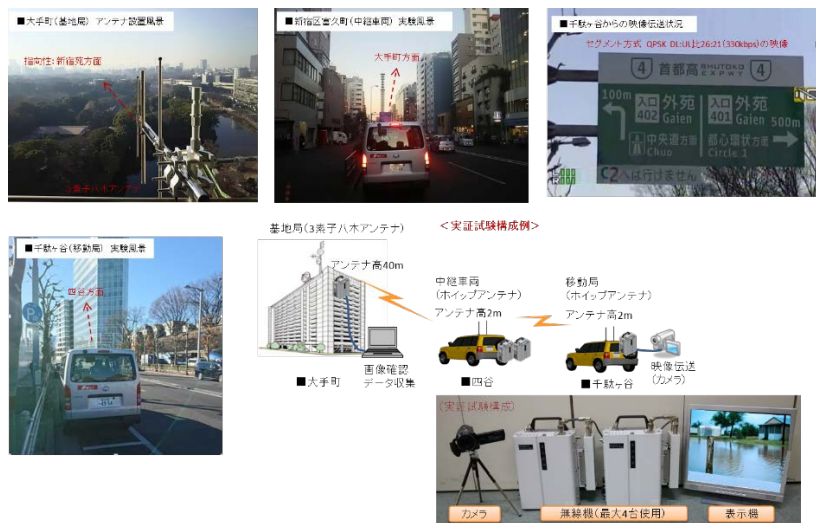 ■大手町(基地局) アンテナ設置風景
指向性:新宿苑方面
3素子八木アンテナ
■新宿区富久町(中継車両) 実験風景
大手町方面
■千駄ヶ谷からの映像伝送状況
セグメント方式 QPSK DL:UL比26:21(330kbps)の映像
4 首都高 SHUTOKO EXPWY 4
100m
入口 402 外苑 Gaien
入口 401 外苑 Gaien
500m
中央道方面 Chuo
都心環状方面 Circle 1
C2へは行けません
■千駄ヶ谷(移動局) 実験風景
四谷方面
P
基地局(3素子八木アンテナ)
<実証試験構成例>
アンテナ高40m
中継車両
(ホイップアンテナ)
アンテナ高2m
移動局
(ホイップアンテナ)
アンテナ高2m
画像確認
データ収集
映像伝送
(カメラ)
■大手町
■四谷
■千駄ヶ谷
(実証試験構成)
カメラ
無線機(最大4台使用)
表示機